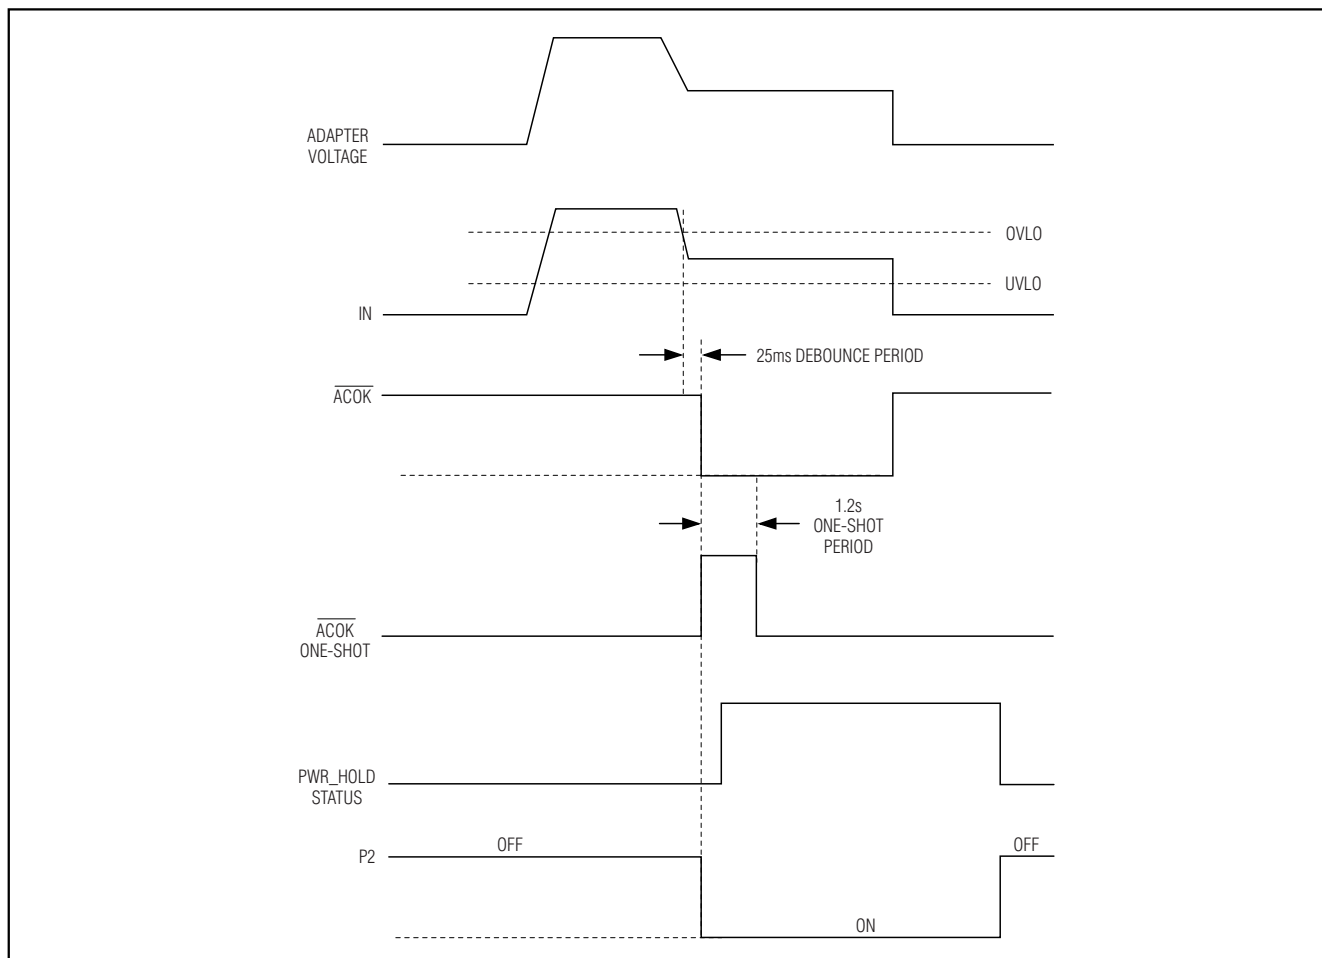 ADAPTER
VOLTAGE
OVLO
UVLO
IN
25ms DEBOUNCE PERIOD
ACOK
1.2s
ONE-SHOT
PERIOD
ACOK
ONE-SHOT
PWR_HOLD
STATUS
OFF
OFF
P2
ON